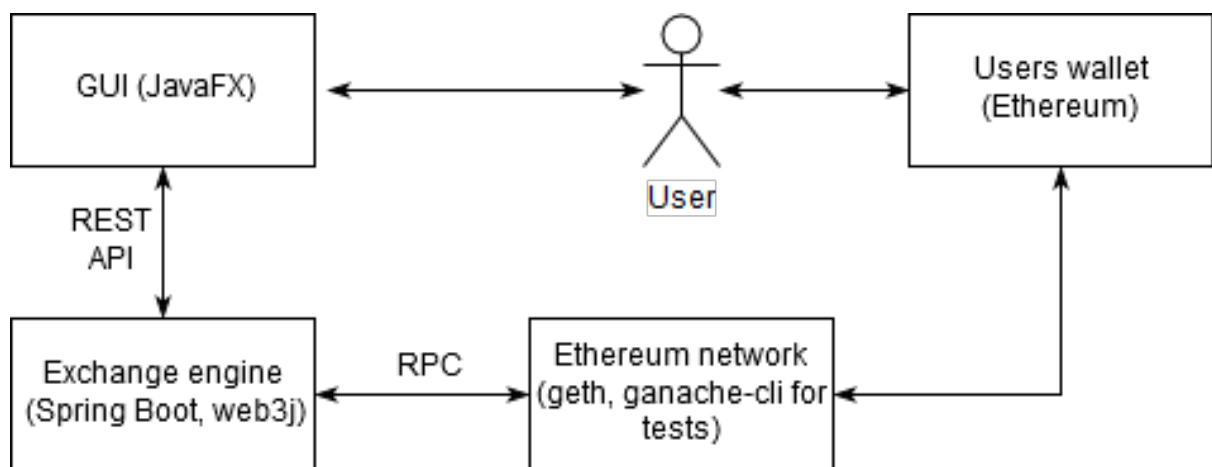 GUI (JavaFX)
Users wallet
(Ethereum)
User
REST
API
Exchange engine
(Spring Boot, web3j)
RPC
Ethereum network
(geth, ganache-cli for
tests)